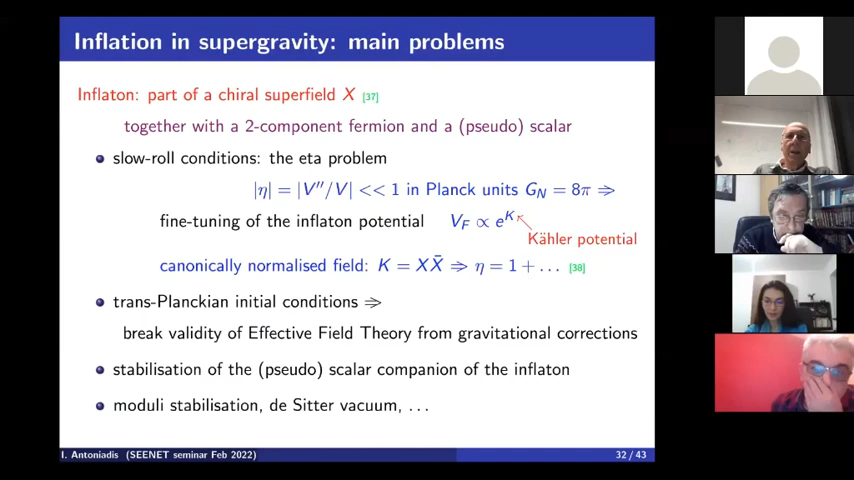 Inflation in supergravity: main problems
Inflaton: part of a chiral superfield X [37]
together with a 2-component fermion and a (pseudo) scalar
slow-roll conditions: the eta problem
|η| = |V''/V| << 1 in Planck units G_N = 8π ⇒
fine-tuning of the inflaton potential V_F ∝ e^K
Kähler potential
canonically normalised field: K = XX̄ ⇒ η = 1 + ... [38]
trans-Planckian initial conditions ⇒
break validity of Effective Field Theory from gravitational corrections
stabilisation of the (pseudo) scalar companion of the inflaton
moduli stabilisation, de Sitter vacuum, ...
I. Antoniadis (SEENET seminar Feb 2022) 32 / 43